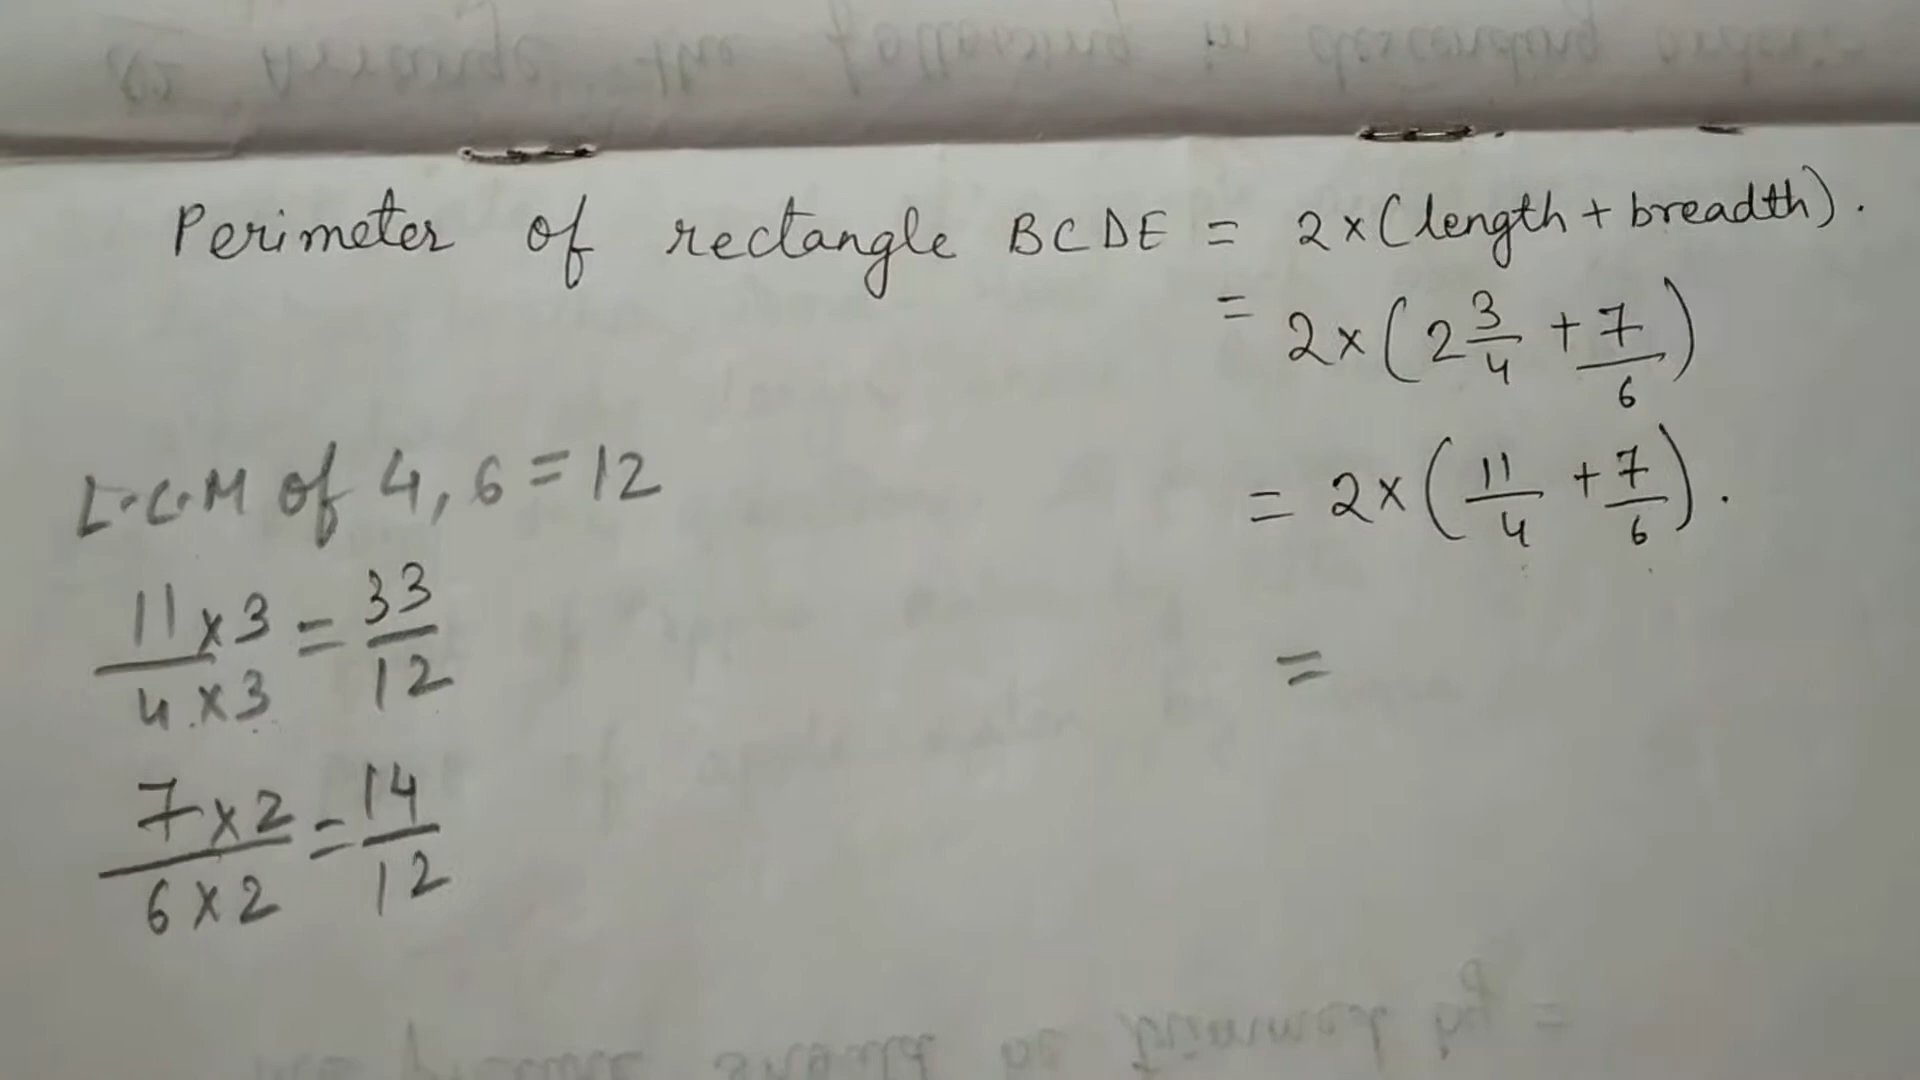 Perimeter of rectangle BCDE = 2 × (length + breadth).
= 2 × (2 3/4 + 7/6)
= 2 × (11/4 + 7/6).
=
L.C.M of 4, 6 = 12
11 × 3 / 4 × 3 = 33/12
7 × 2 / 6 × 2 = 14/12